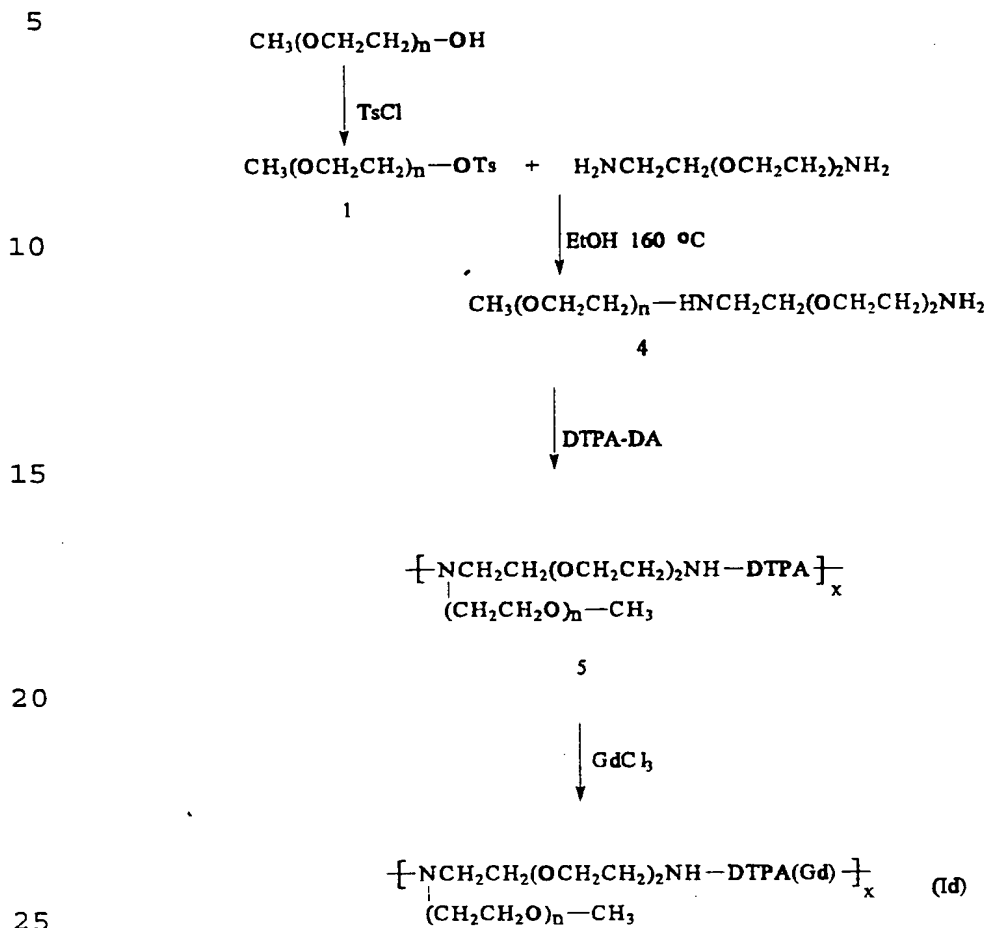 5
CH₃(OCH₂CH₂)n—OH
TsCl
CH₃(OCH₂CH₂)n—OTs + H₂NCH₂CH₂(OCH₂CH₂)₂NH₂
1
10
EtOH 160 ºC
CH₃(OCH₂CH₂)n—HNCH₂CH₂(OCH₂CH₂)₂NH₂
4
DTPA-DA
15
[NCH₂CH₂(OCH₂CH₂)₂NH—DTPA]x
(CH₂CH₂O)n—CH₃
5
20
GdCl₃
[NCH₂CH₂(OCH₂CH₂)₂NH—DTPA(Gd)]x (Id)
(CH₂CH₂O)n—CH₃
25